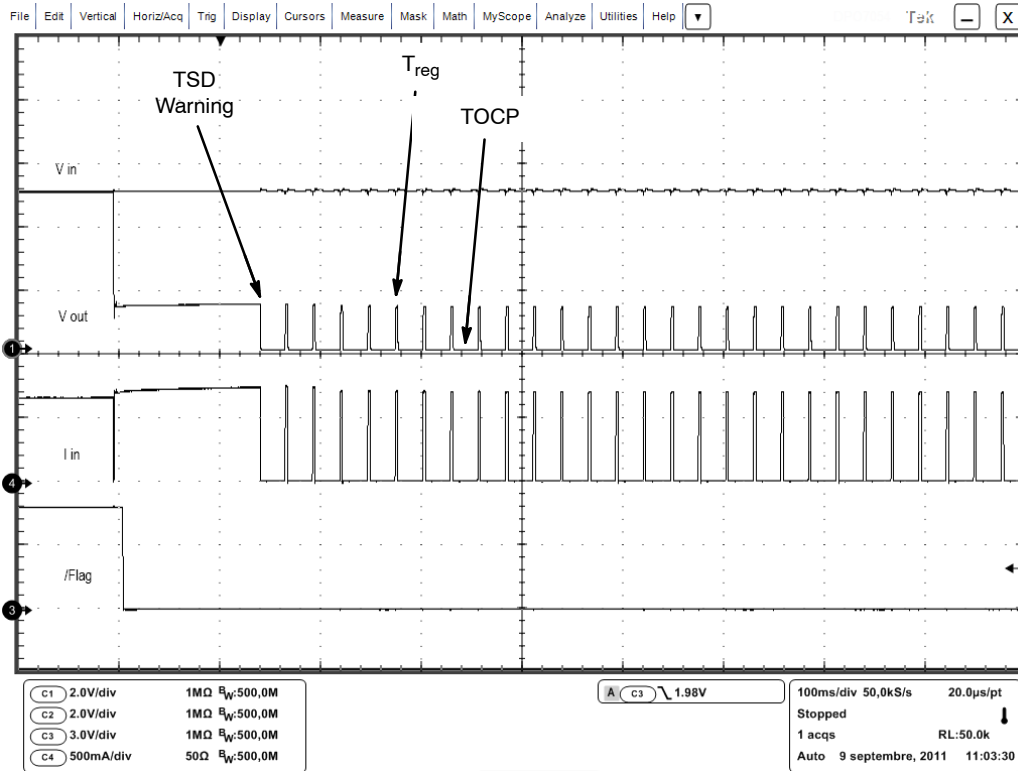 File Edit Vertical Horiz/Acq Trig Display Cursors Measure Mask Math MyScope Analyze Utilities Help Tek X
Treg
TSD
Warning
TOCP
V in
V out
1
I in
4
/Flag
3
C1 2.0V/div 1MΩ BW:500,0M
C2 2.0V/div 1MΩ BW:500,0M
C3 3.0V/div 1MΩ BW:500,0M
C4 500mA/div 50Ω BW:500,0M
A C3 1.98V
100ms/div 50,0kS/s 20.0µs/pt
Stopped
1 acqs RL:50.0k
Auto 9 septembre, 2011 11:03:30